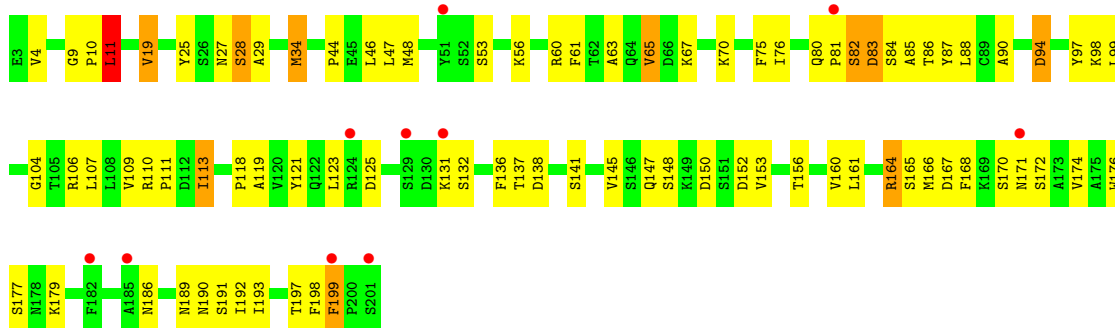 E3 V4 G9 P10 L11 V19 Y25 S26 N27 S28 A29 M34 P44 E45 L46 L47 M48 Y51 S52 S53 K56 R60 F61 T62 A63 Q64 V65 D66 K67 K70 F75 I76 Q80 P81 S82 D83 S84 A85 T86 Y87 L88 C89 A90 D94 Y97 K98
G104 T105 R106 L107 L108 V109 R110 P111 D112 I113 P118 A119 V120 Y121 Q122 L123 R124 D125 S129 D130 K131 S132 F136 T137 D138 S141 V145 S146 Q147 S148 K149 D150 S151 D152 V153 T156 V160 L161 R164 S165 M166 D167 F168 K169 S170 N171 S172 A173 V174 A175 W176
S177 N178 K179 F182 A185 N186 N189 N190 S191 I192 I193 T197 F198 F199 P200 S201